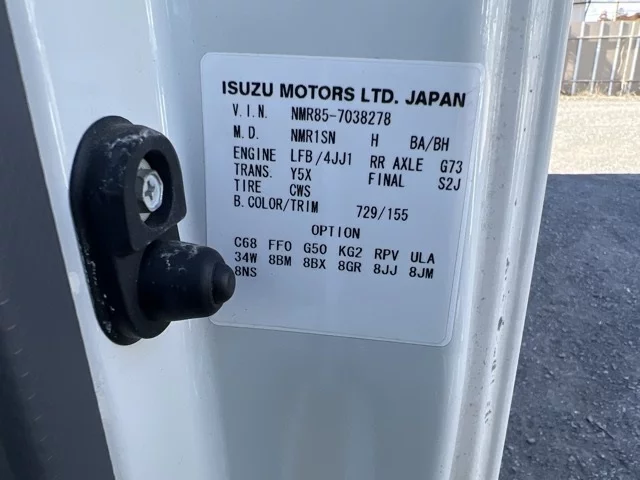 ISUZU MOTORS LTD. JAPAN
V.I.N. NMR85-7038278
M.D. NMR1SN H BA/BH
ENGINE LFB/4JJ1 RR AXLE G73
TRANS. Y5X FINAL S2J
TIRE CWS
B.COLOR/TRIM 729/155
OPTION
C68 FF0 G50 KG2 RPV ULA
34W 8BM 8BX 8GR 8JJ 8JM
8NS